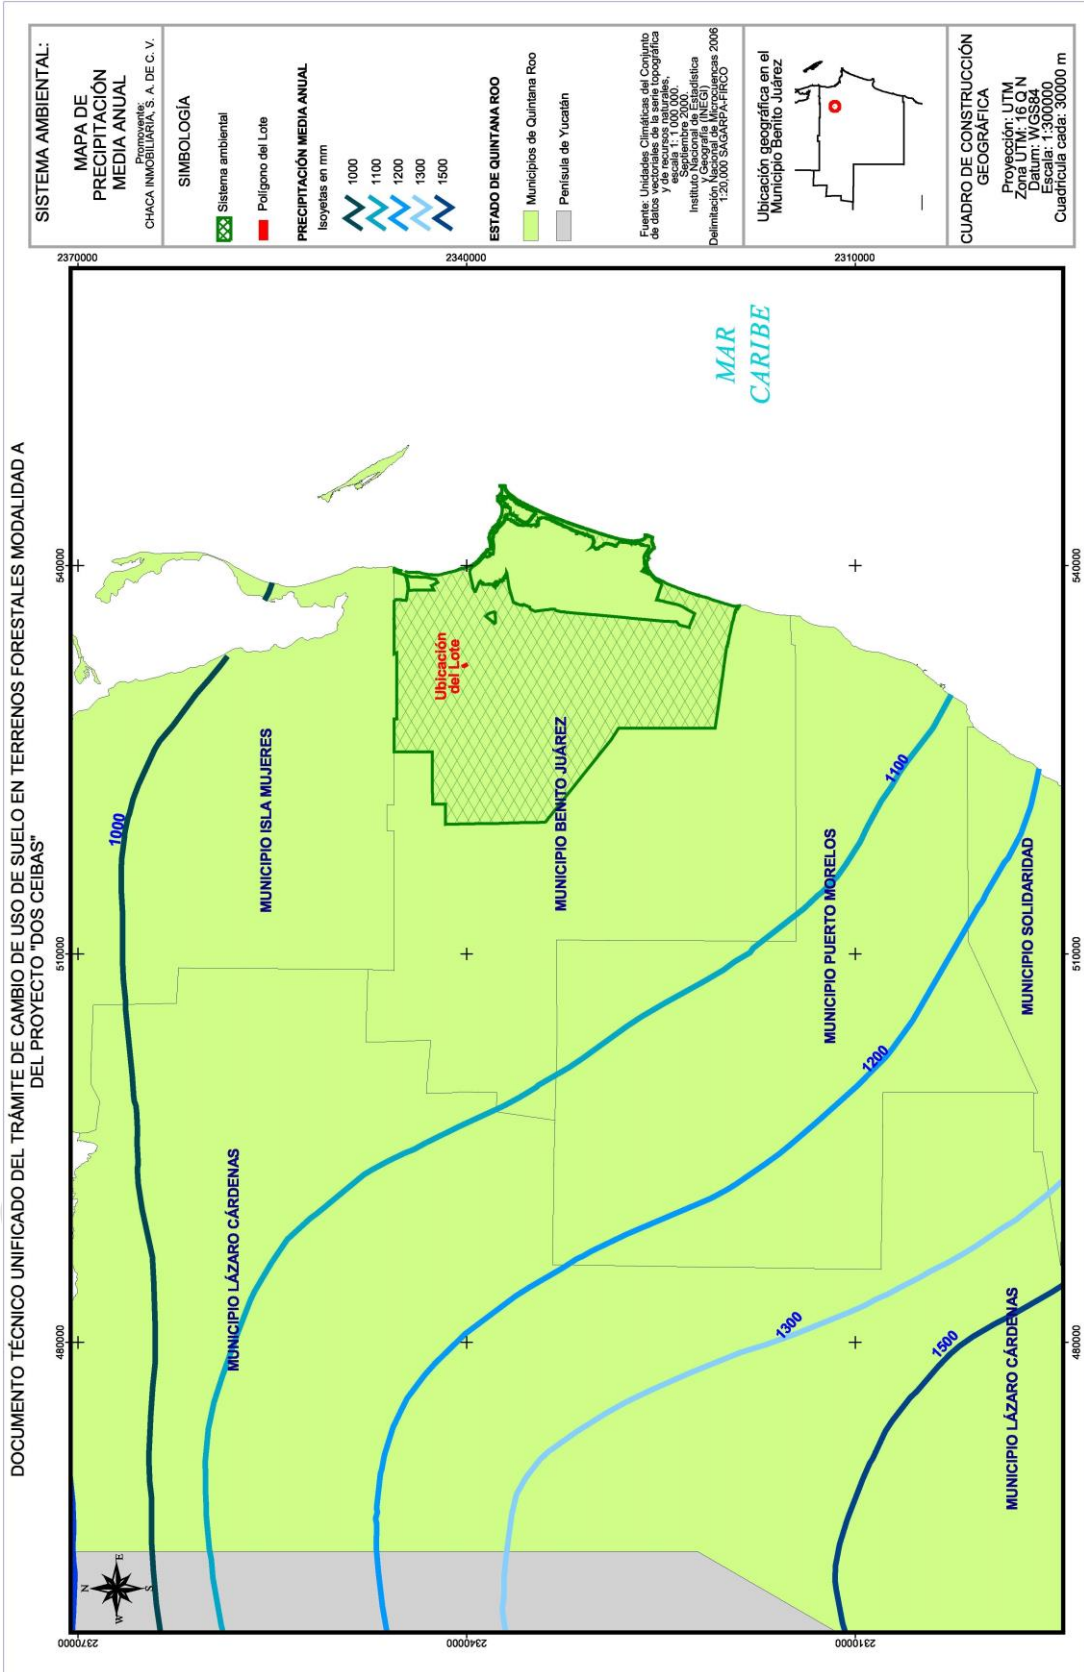 DOCUMENTO TÉCNICO UNIFICADO DEL TRÁMITE DE CAMBIO DE USO DE SUELO EN TERRENOS FORESTALES MODALIDAD A
DEL PROYECTO "DOS CEIBAS"
480000
510000
540000
2370000
2340000
2310000
N
W
E
S
1000
1100
1200
1300
1500
MUNICIPIO LÁZARO CÁRDENAS
MUNICIPIO ISLA MUJERES
MUNICIPIO BENITO JUÁREZ
Ubicación
del Lote
MUNICIPIO PUERTO MORELOS
MUNICIPIO SOLIDARIDAD
MUNICIPIO LÁZARO CÁRDENAS
MAR
CARIBE
2370000
2340000
2310000
480000
510000
540000
SISTEMA AMBIENTAL:
MAPA DE
PRECIPITACIÓN
MEDIA ANUAL
Promovente:
CHACA INMOBILIARIA, S. A. DE C. V.
SIMBOLOGÍA
Sistema ambiental
Polígono del Lote
PRECIPITACIÓN MEDIA ANUAL
Isoyetas en mm
1000
1100
1200
1300
1500
ESTADO DE QUINTANA ROO
Municipios de Quintana Roo
Península de Yucatán
Fuente: Unidades Climáticas del Conjunto
de datos vectoriales de la serie topográfica
y de recursos naturales,
escala 1: 1 000 000.
Septiembre 2000.
Instituto Nacional de Estadística
y Geografía (INEGI)
Delimitación Nacional de Microcuencas 2006
1:20,000 SAGARPA-FIRCO
Ubicación geográfica en el
Municipio Benito Juárez
CUADRO DE CONSTRUCCIÓN
GEOGRÁFICA
Proyección: UTM
Zona UTM: 16 Q N
Datum: WGS84
Escala: 1:300000
Cuadrícula cada: 30000 m